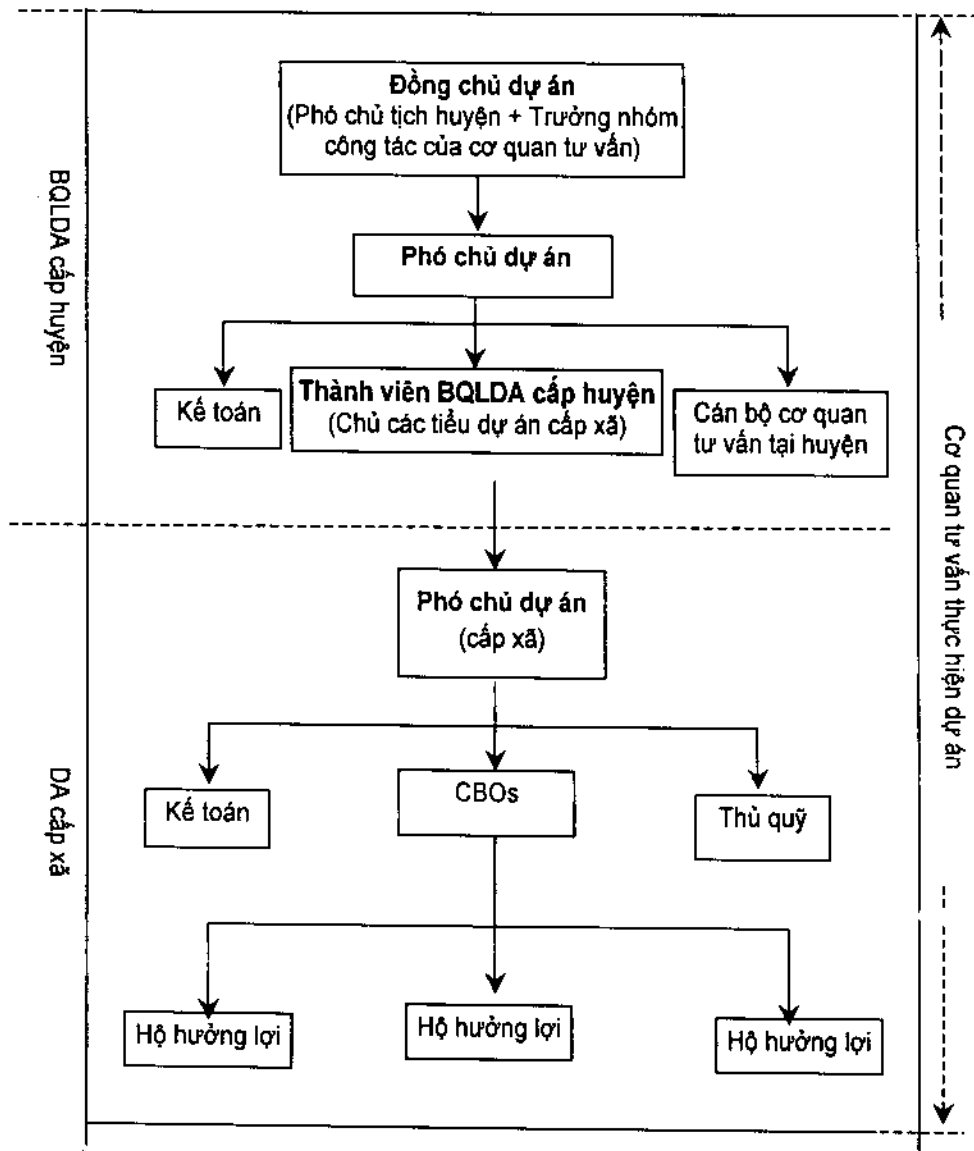 Đồng chủ dự án
(Phó chủ tịch huyện + Trưởng nhóm
công tác của cơ quan tư vấn)
BQLDA cấp huyện
Phó chủ dự án
Kế toán
Thành viên BQLDA cấp huyện
(Chủ các tiểu dự án cấp xã)
Cán bộ cơ quan
tư vấn tại huyện
Cơ quan tư vấn thực hiện dự án
Phó chủ dự án
(cấp xã)
DA cấp xã
Kế toán
CBOs
Thủ quỹ
Hộ hưởng lợi
Hộ hưởng lợi
Hộ hưởng lợi